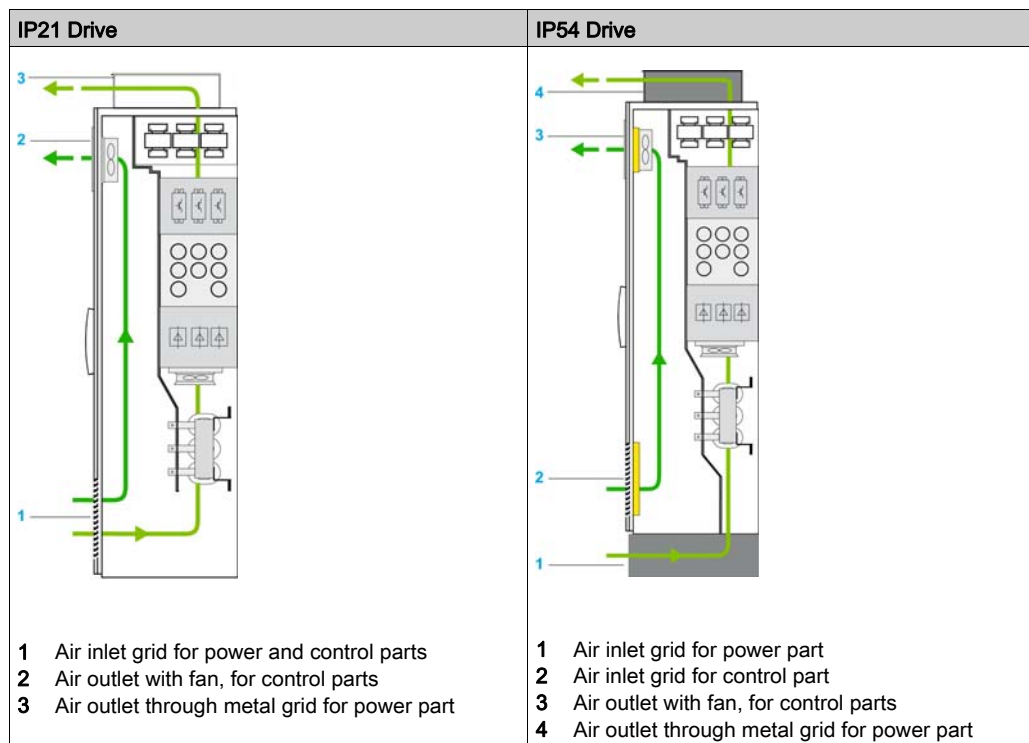 IP21 Drive
IP54 Drive
3
2
1
4
3
2
1
1 Air inlet grid for power and control parts
2 Air outlet with fan, for control parts
3 Air outlet through metal grid for power part
1 Air inlet grid for power part
2 Air inlet grid for control part
3 Air outlet with fan, for control parts
4 Air outlet through metal grid for power part